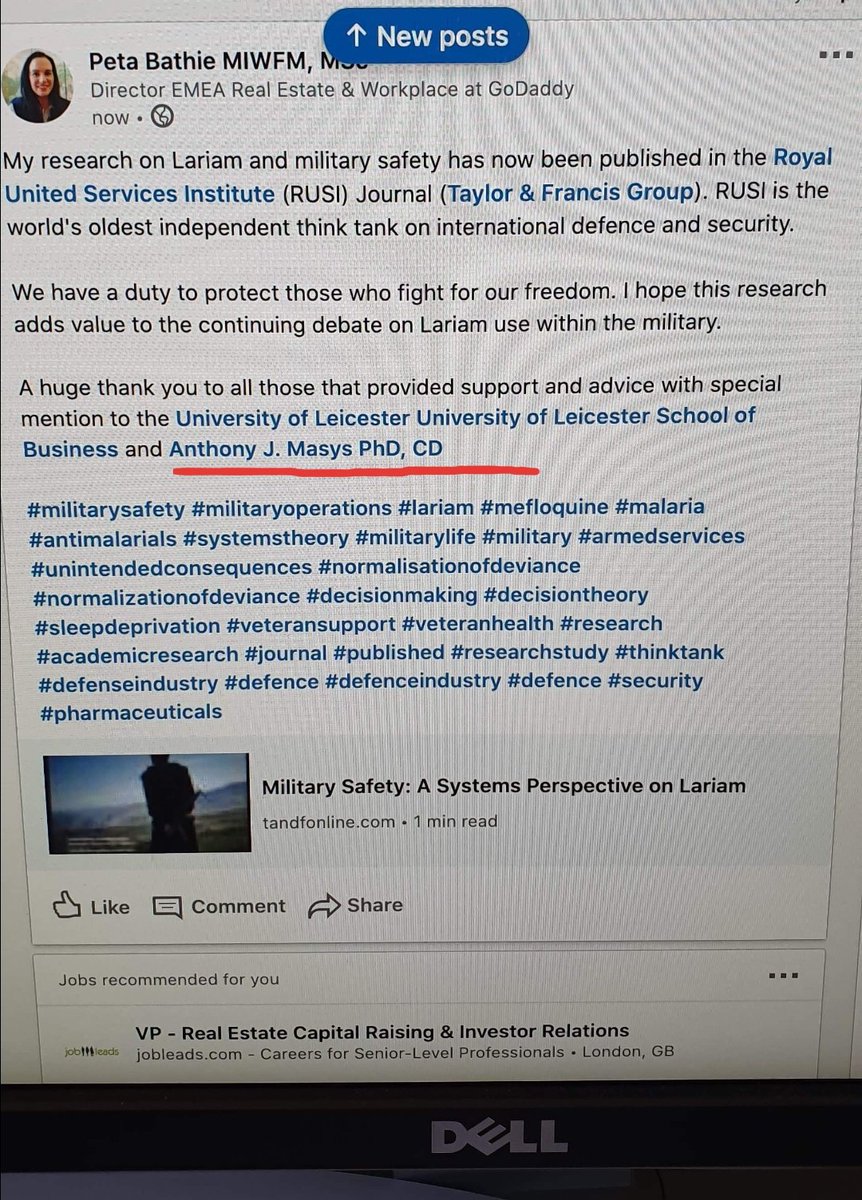 ↑ New posts
Peta Bathie MIWFM, MSc
Director EMEA Real Estate & Workplace at GoDaddy
now •
My research on Lariam and military safety has now been published in the Royal
United Services Institute (RUSI) Journal (Taylor & Francis Group). RUSI is the
world's oldest independent think tank on international defence and security.
We have a duty to protect those who fight for our freedom. I hope this research
adds value to the continuing debate on Lariam use within the military.
A huge thank you to all those that provided support and advice with special
mention to the University of Leicester University of Leicester School of
Business and Anthony J. Masys PhD, CD
#militarysafety #militaryoperations #lariam #mefloquine #malaria
#antimalarials #systemstheory #militarylife #military #armedservices
#unintendedconsequences #normalisationofdeviance
#normalizationofdeviance #decisionmaking #decisiontheory
#sleepdeprivation #veteransupport #veteranhealth #research
#academicresearch #journal #published #researchstudy #thinktank
#defenseindustry #defence #defenceindustry #defence #security
#pharmaceuticals
Military Safety: A Systems Perspective on Lariam
tandfonline.com • 1 min read
Like Comment Share
Jobs recommended for you
VP - Real Estate Capital Raising & Investor Relations
jobleads jobleads.com - Careers for Senior-Level Professionals • London, GB
DELL